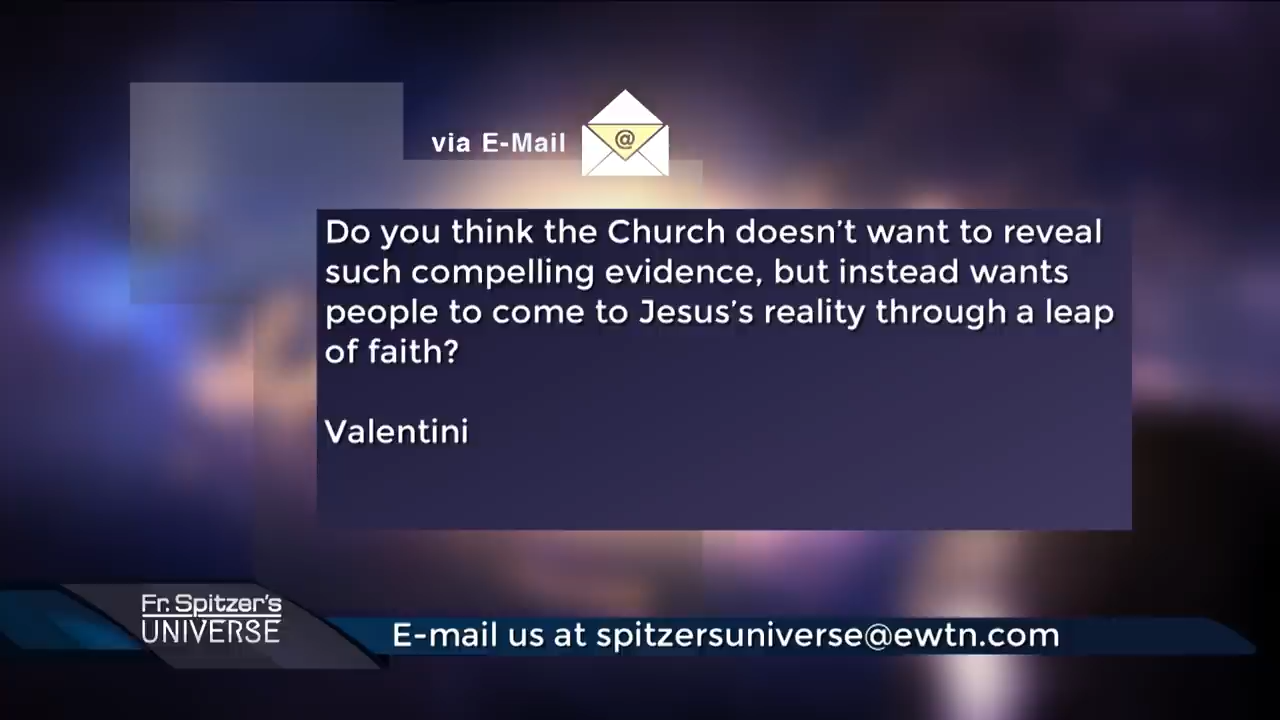 via E-Mail
@
Do you think the Church doesn’t want to reveal
such compelling evidence, but instead wants
people to come to Jesus’s reality through a leap
of faith?
Valentini
Fr. Spitzer's
UNIVERSE
E-mail us at spitzersuniverse@ewtn.com